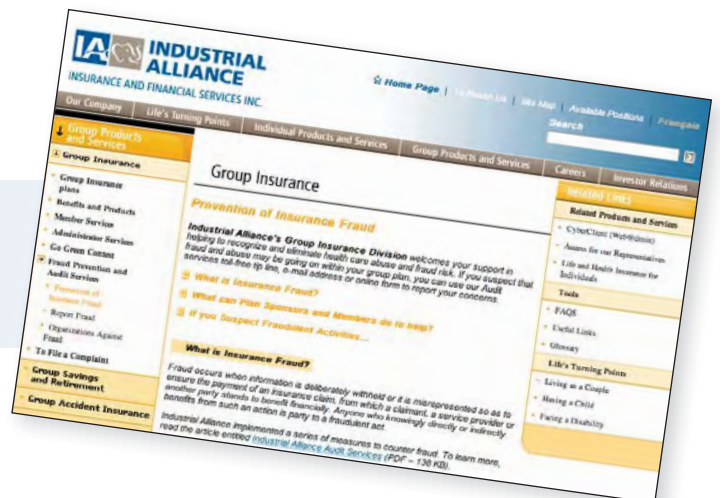 INDUSTRIAL
ALLIANCE
INSURANCE AND FINANCIAL SERVICES INC.
Home Page | To Reach Us | Site Map | Available Positions | Français
Search
Our Company | Life's Turning Points | Individual Products and Services | Group Products and Services | Careers | Investor Relations
Group Products
and Services
Group Insurance
Group Insurance
plans
Benefits and Products
Member Services
Administrator Services
Go Green Contest
Fraud Prevention and
Audit Services
Prevention of
Insurance Fraud
Report Fraud
Organizations Against
Fraud
To File a Complaint
Group Savings
and Retirement
Group Accident Insurance
Group Insurance
Prevention of Insurance Fraud
Industrial Alliance's Group Insurance Division welcomes your support in
helping to recognize and eliminate health care abuse and fraud risk. If you suspect that
fraud and abuse may be going on within your group plan, you can use our Audit
services toll-free tip line, e-mail address or online form to report your concerns.
What is Insurance Fraud?
What can Plan Sponsors and Members do to help?
If you Suspect Fraudulent Activities...
What is Insurance Fraud?
Fraud occurs when information is deliberately withheld or it is misrepresented so as to
ensure the payment of an insurance claim, from which a claimant, a service provider or
another party stands to benefit financially. Anyone who knowingly directly or indirectly
benefits from such an action is party to a fraudulent act.
Industrial Alliance implemented a series of measures to counter fraud. To learn more,
read the article entitled Industrial Alliance Audit Services (PDF – 138 KB).
Related Links
Related Products and Services
CyberClient (Web@dmin)
Access for our Representatives
Life and Health Insurance for
Individuals
Tools
FAQS
Useful Links
Glossary
Life's Turning Points
Living as a Couple
Having a Child
Facing a Disability